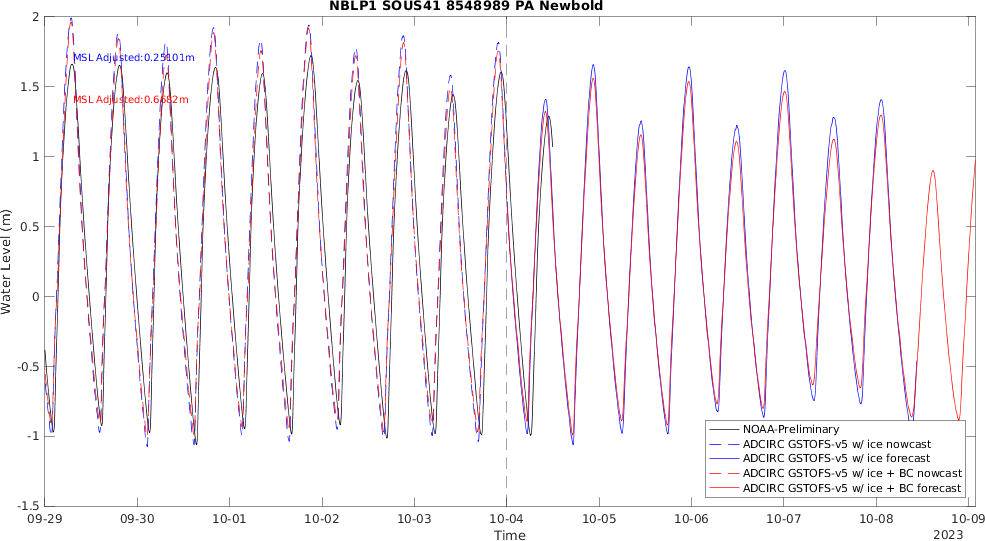 NBLP1 SOUS41 8548989 PA Newbold
2
1.5
1
0.5
0
-0.5
-1
-1.5
Water Level (m)
MSL Adjusted:0.25101m
MSL Adjusted:0.6682m
NOAA-Preliminary
ADCIRC GSTOFS-v5 w/ ice nowcast
ADCIRC GSTOFS-v5 w/ ice forecast
ADCIRC GSTOFS-v5 w/ ice + BC nowcast
ADCIRC GSTOFS-v5 w/ ice + BC forecast
09-29 09-30 10-01 10-02 10-03 10-04 10-05 10-06 10-07 10-08 10-09
Time
2023